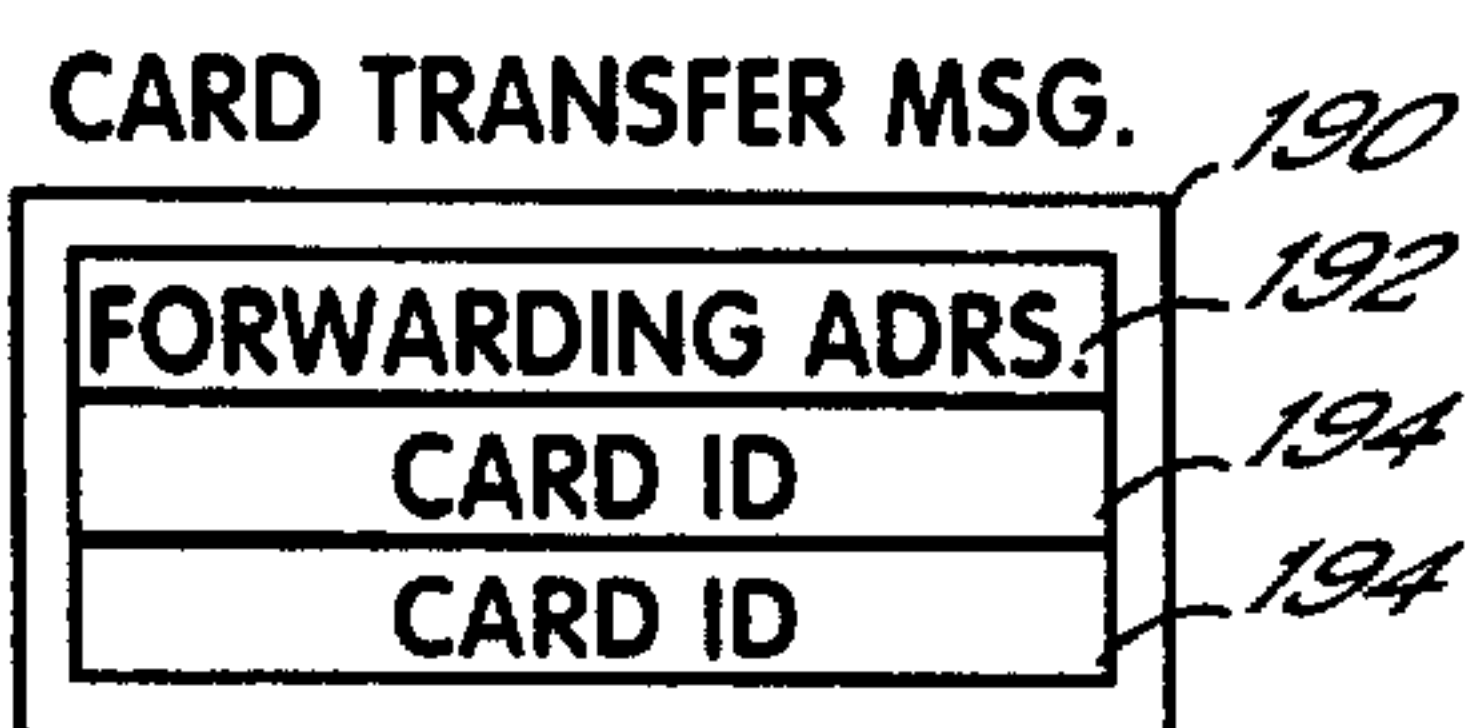 CARD TRANSFER MSG.
190
FORWARDING ADRS.
192
CARD ID
194
CARD ID
194